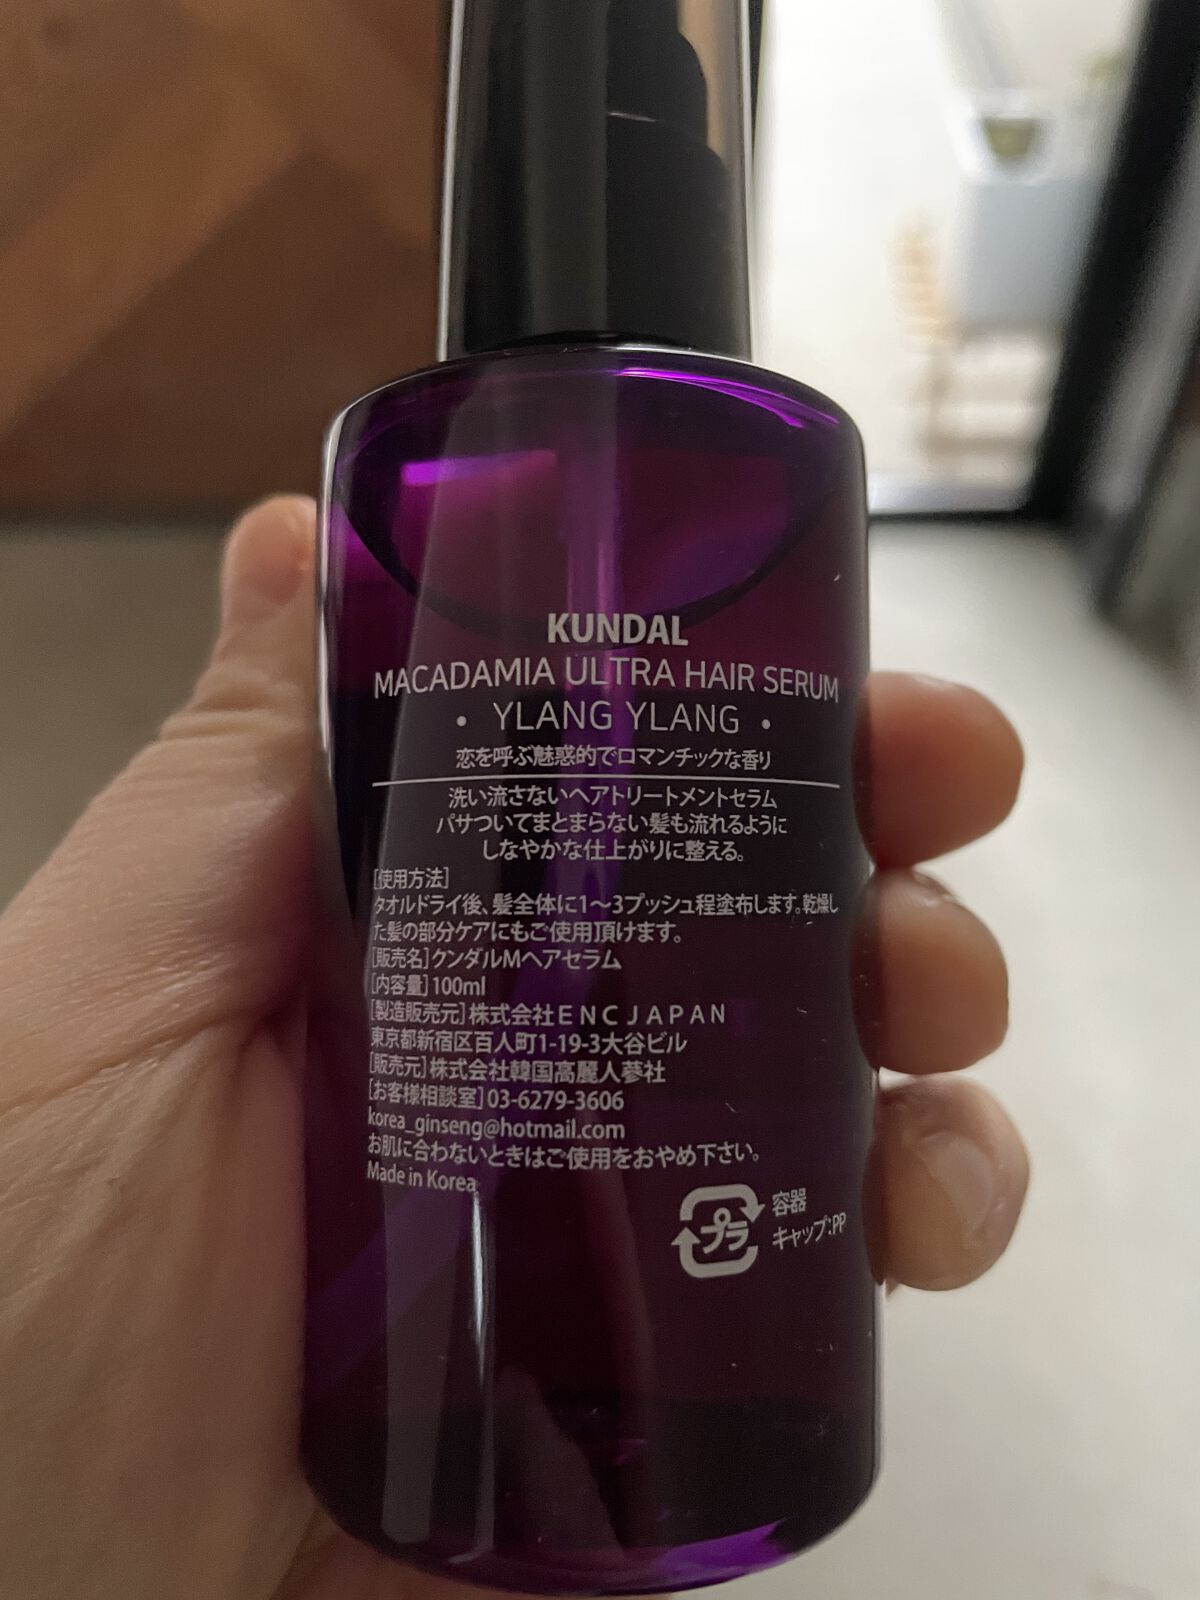 KUNDAL
MACADAMIA ULTRA HAIR SERUM
• YLANG YLANG •
恋を呼ぶ魅惑的でロマンチックな香り
洗い流さないヘアトリートメントセラム
パサついてまとまらない髪も流れるように
しなやかな仕上がりに整える。
[使用方法]
タオルドライ後、髪全体に1～3プッシュ程塗布します。乾燥し
た髪の部分ケアにもご使用頂けます。
[販売名]クンダルMヘアセラム
[内容量]100ml
[製造販売元]株式会社ＥＮＣ ＪＡＰＡＮ
東京都新宿区百人町1-19-3大谷ビル
[販売元]株式会社韓国高麗人蔘社
[お客様相談室]03-6279-3606
korea_ginseng@hotmail.com
お肌に合わないときはご使用をおやめ下さい。
Made in Korea
プラ
容器
キャップ:PP